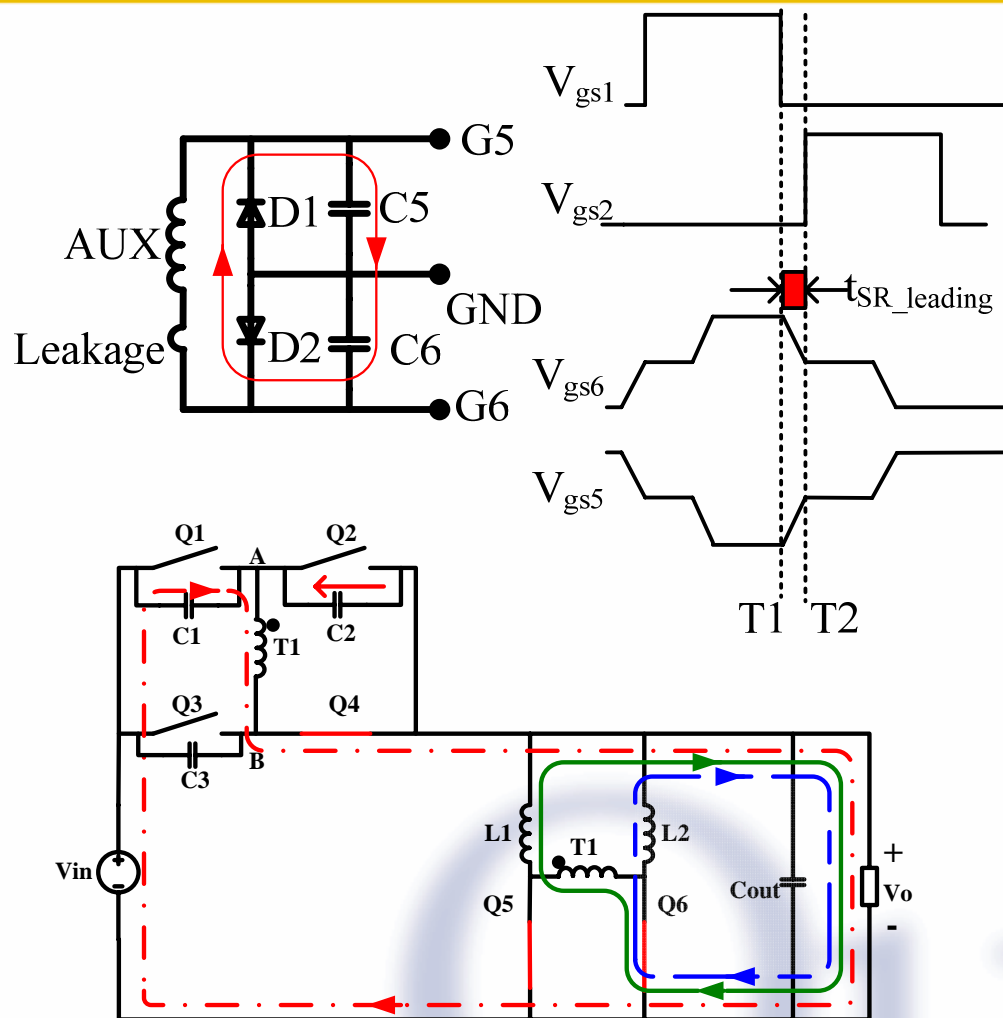 Vgs1
G5
D1
C5
Vgs2
AUX
GND
tSR_leading
Leakage
D2
C6
Vgs6
G6
Vgs5
Q1
A
Q2
C1
T1
C2
T1
T2
Q3
Q4
C3
B
L1
T1
L2
Vin
+
-
Cout
+
Vo
-
Q5
Q6